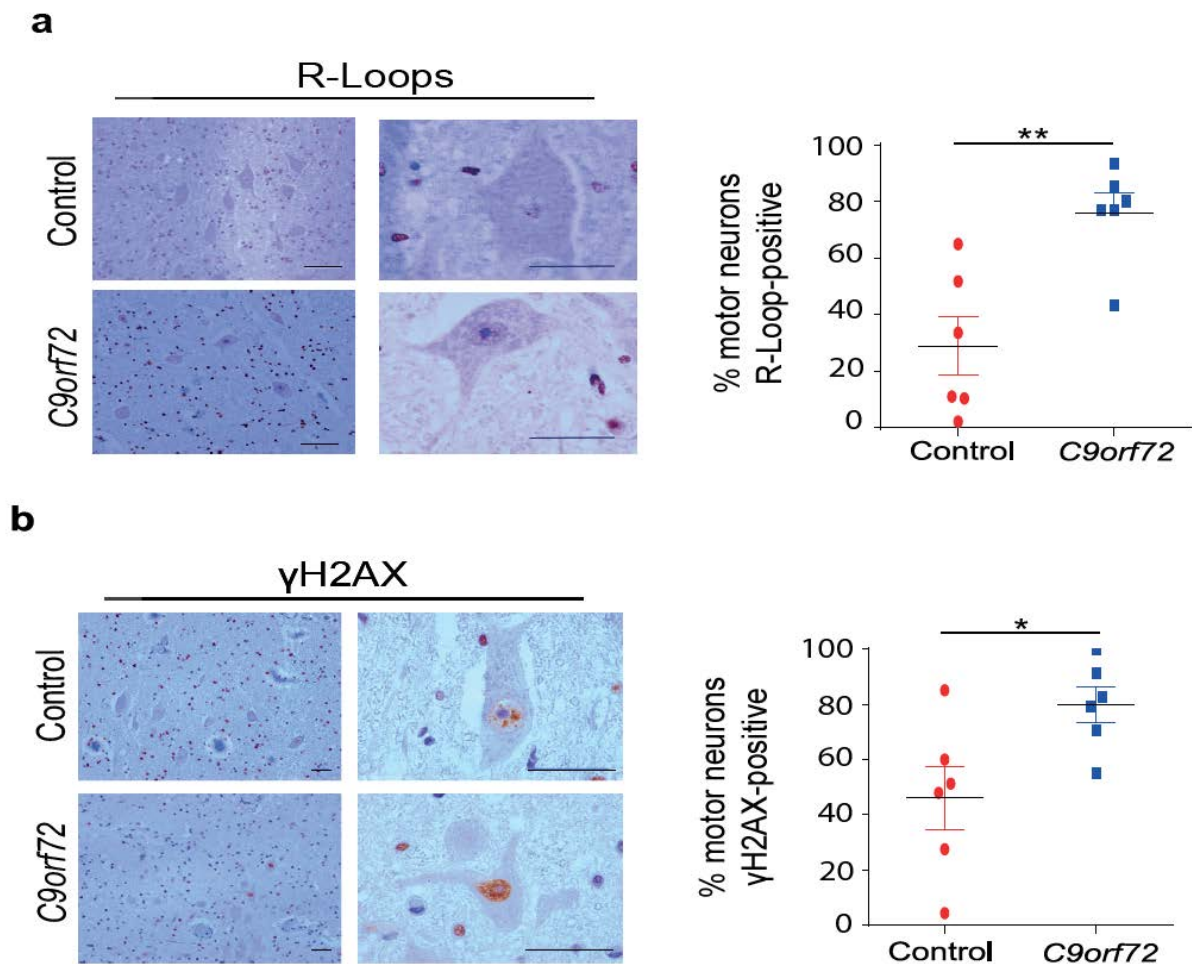 a
R-Loops
Control
C9orf72
% motor neurons
R-Loop-positive
100
80
60
40
20
0
**
Control
C9orf72
b
γH2AX
Control
C9orf72
% motor neurons
γH2AX-positive
100
80
60
40
20
0
*
Control
C9orf72